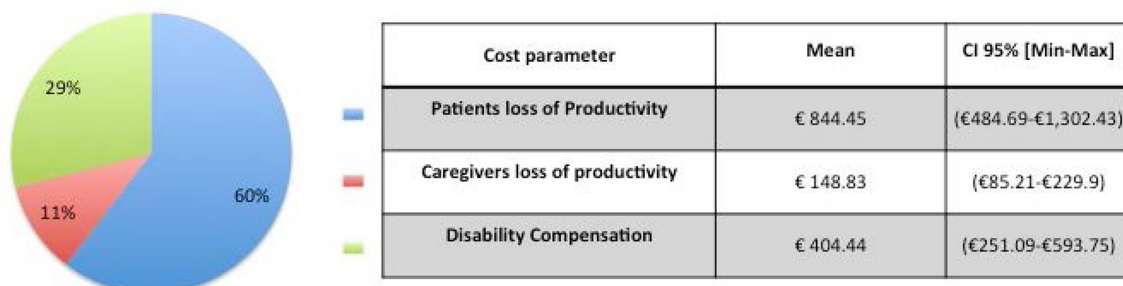 29%
11%
60%
Cost parameter Mean CI 95% [Min-Max]
Patients loss of Productivity € 844.45 (€484.69-€1,302.43)
Caregivers loss of productivity € 148.83 (€85.21-€229.9)
Disability Compensation € 404.44 (€251.09-€593.75)